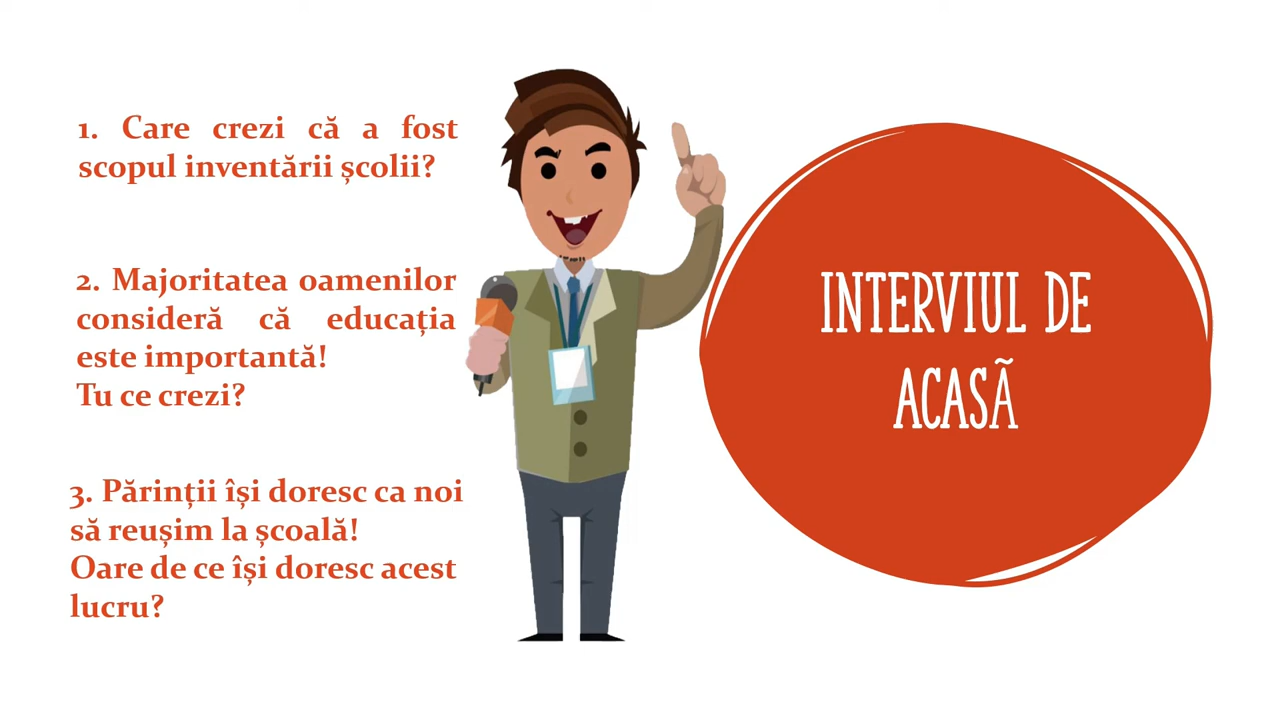 1. Care crezi că a fost
scopul inventării școlii?
2. Majoritatea oamenilor
consideră că educația
este importantă!
Tu ce crezi?
3. Părinții își doresc ca noi
să reușim la școală!
Oare de ce își doresc acest
lucru?
INTERVIUL DE
ACASÃ